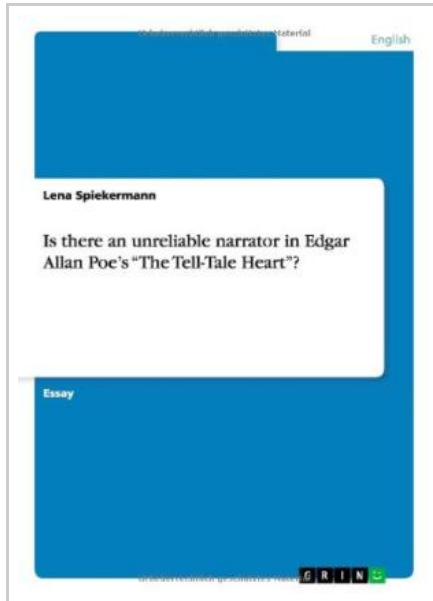 English
Lena Spiekermann
Is there an unreliable narrator in Edgar
Allan Poe's “The Tell-Tale Heart”?
Essay
GRIN